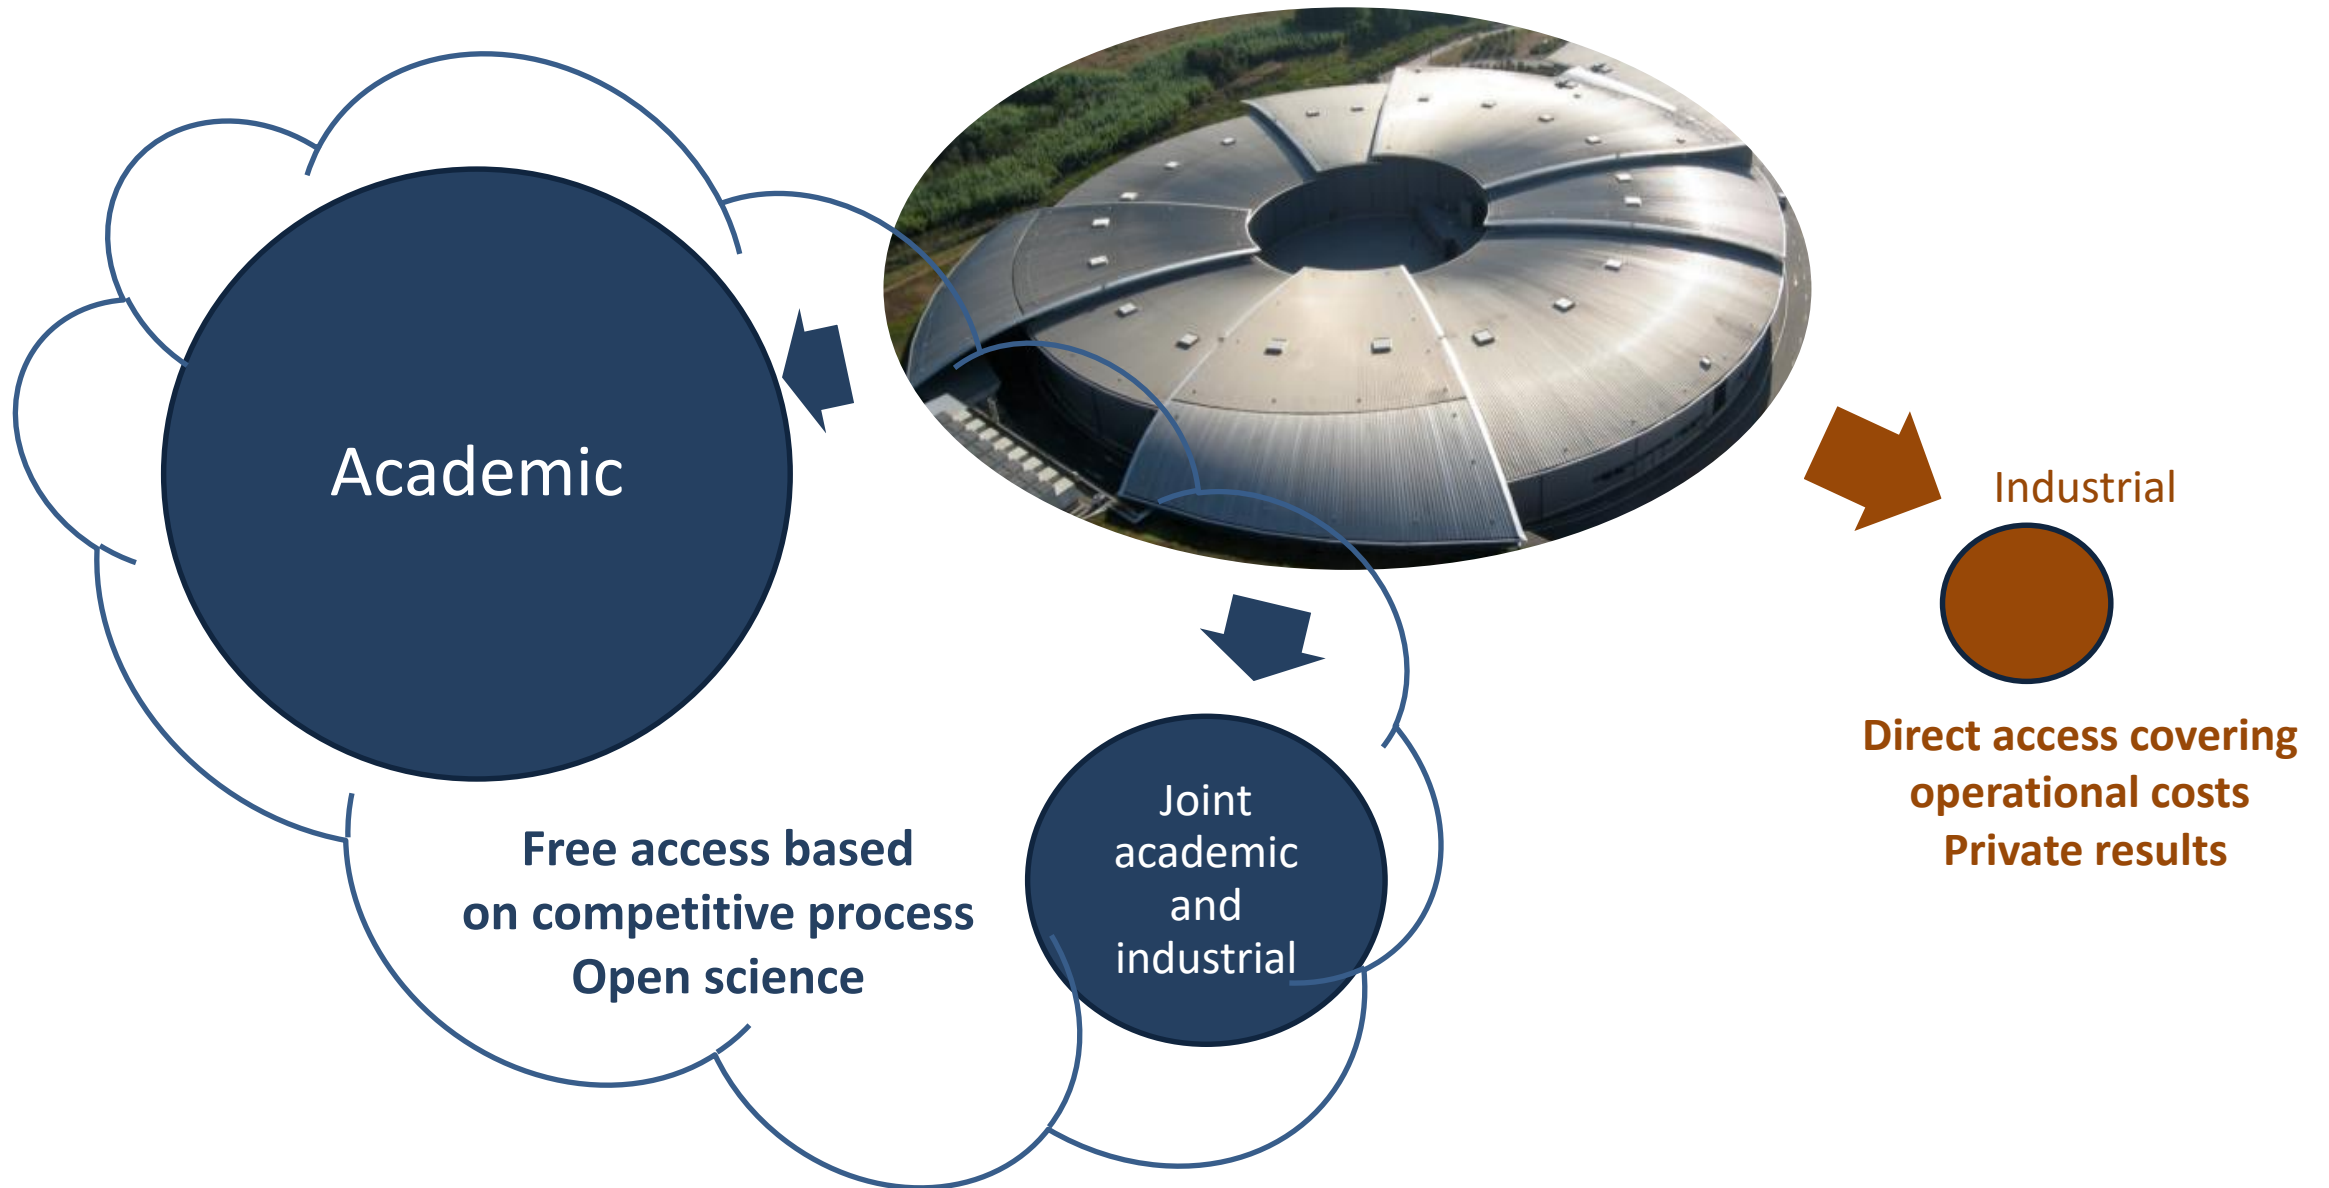 Academic
Industrial
Direct access covering
operational costs
Private results
Joint
academic
and
industrial
Free access based
on competitive process
Open science